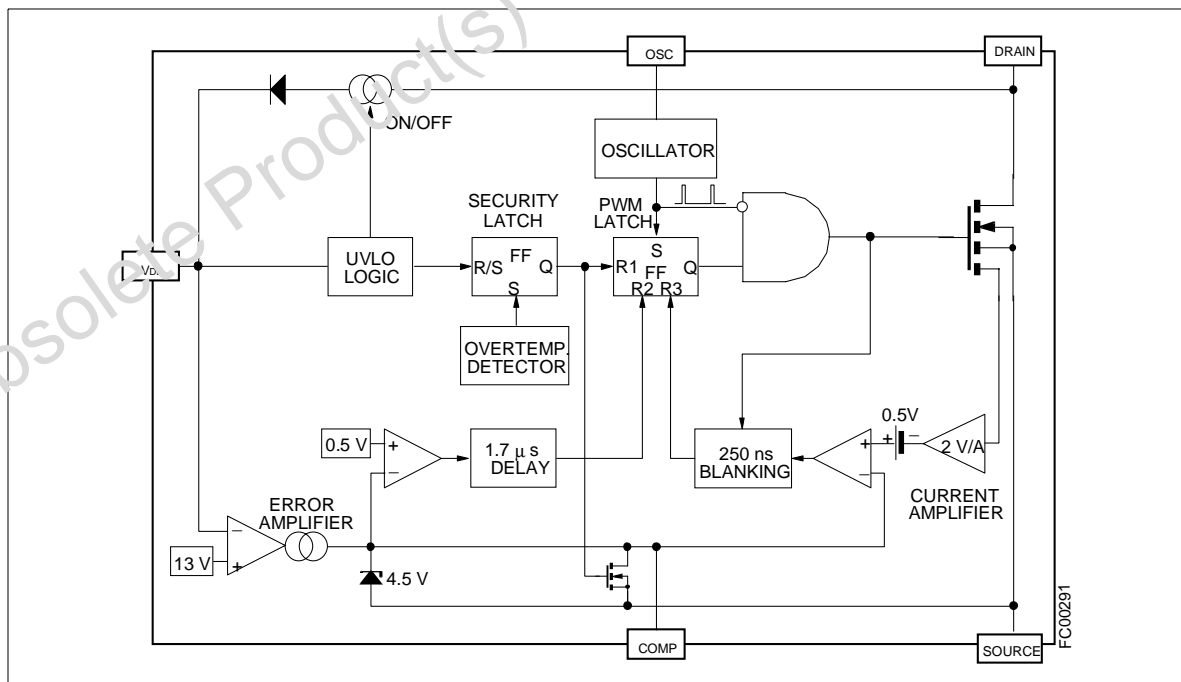 OSC
DRAIN
ON/OFF
OSCILLATOR
SECURITY
LATCH
PWM
LATCH
UVLO
LOGIC
R/S
FF
Q
S
S
R1
FF
Q
R2 R3
OVERTEMP.
DETECTOR
0.5 V
+
−
1.7 μ s
DELAY
250 ns
BLANKING
+
−
0.5V
+
−
2 V/A
CURRENT
AMPLIFIER
ERROR
AMPLIFIER
−
+
13 V
4.5 V
COMP
SOURCE
FC00291
Product(s)